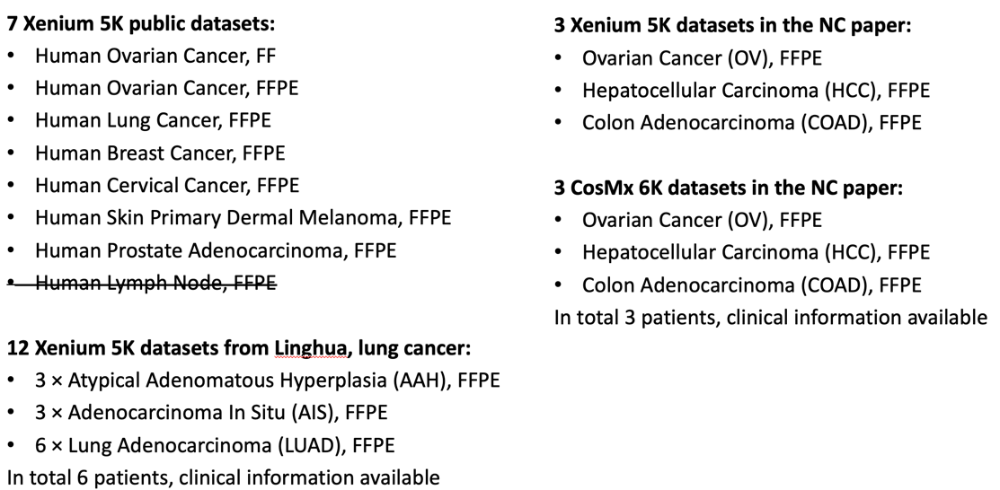 7 Xenium 5K public datasets:
• Human Ovarian Cancer, FF
• Human Ovarian Cancer, FFPE
• Human Lung Cancer, FFPE
• Human Breast Cancer, FFPE
• Human Cervical Cancer, FFPE
• Human Skin Primary Dermal Melanoma, FFPE
• Human Prostate Adenocarcinoma, FFPE
• Human Lymph Node, FFPE
12 Xenium 5K datasets from Linghua, lung cancer:
• 3 × Atypical Adenomatous Hyperplasia (AAH), FFPE
• 3 × Adenocarcinoma In Situ (AIS), FFPE
• 6 × Lung Adenocarcinoma (LUAD), FFPE
In total 6 patients, clinical information available
3 Xenium 5K datasets in the NC paper:
• Ovarian Cancer (OV), FFPE
• Hepatocellular Carcinoma (HCC), FFPE
• Colon Adenocarcinoma (COAD), FFPE
3 CosMx 6K datasets in the NC paper:
• Ovarian Cancer (OV), FFPE
• Hepatocellular Carcinoma (HCC), FFPE
• Colon Adenocarcinoma (COAD), FFPE
In total 3 patients, clinical information available